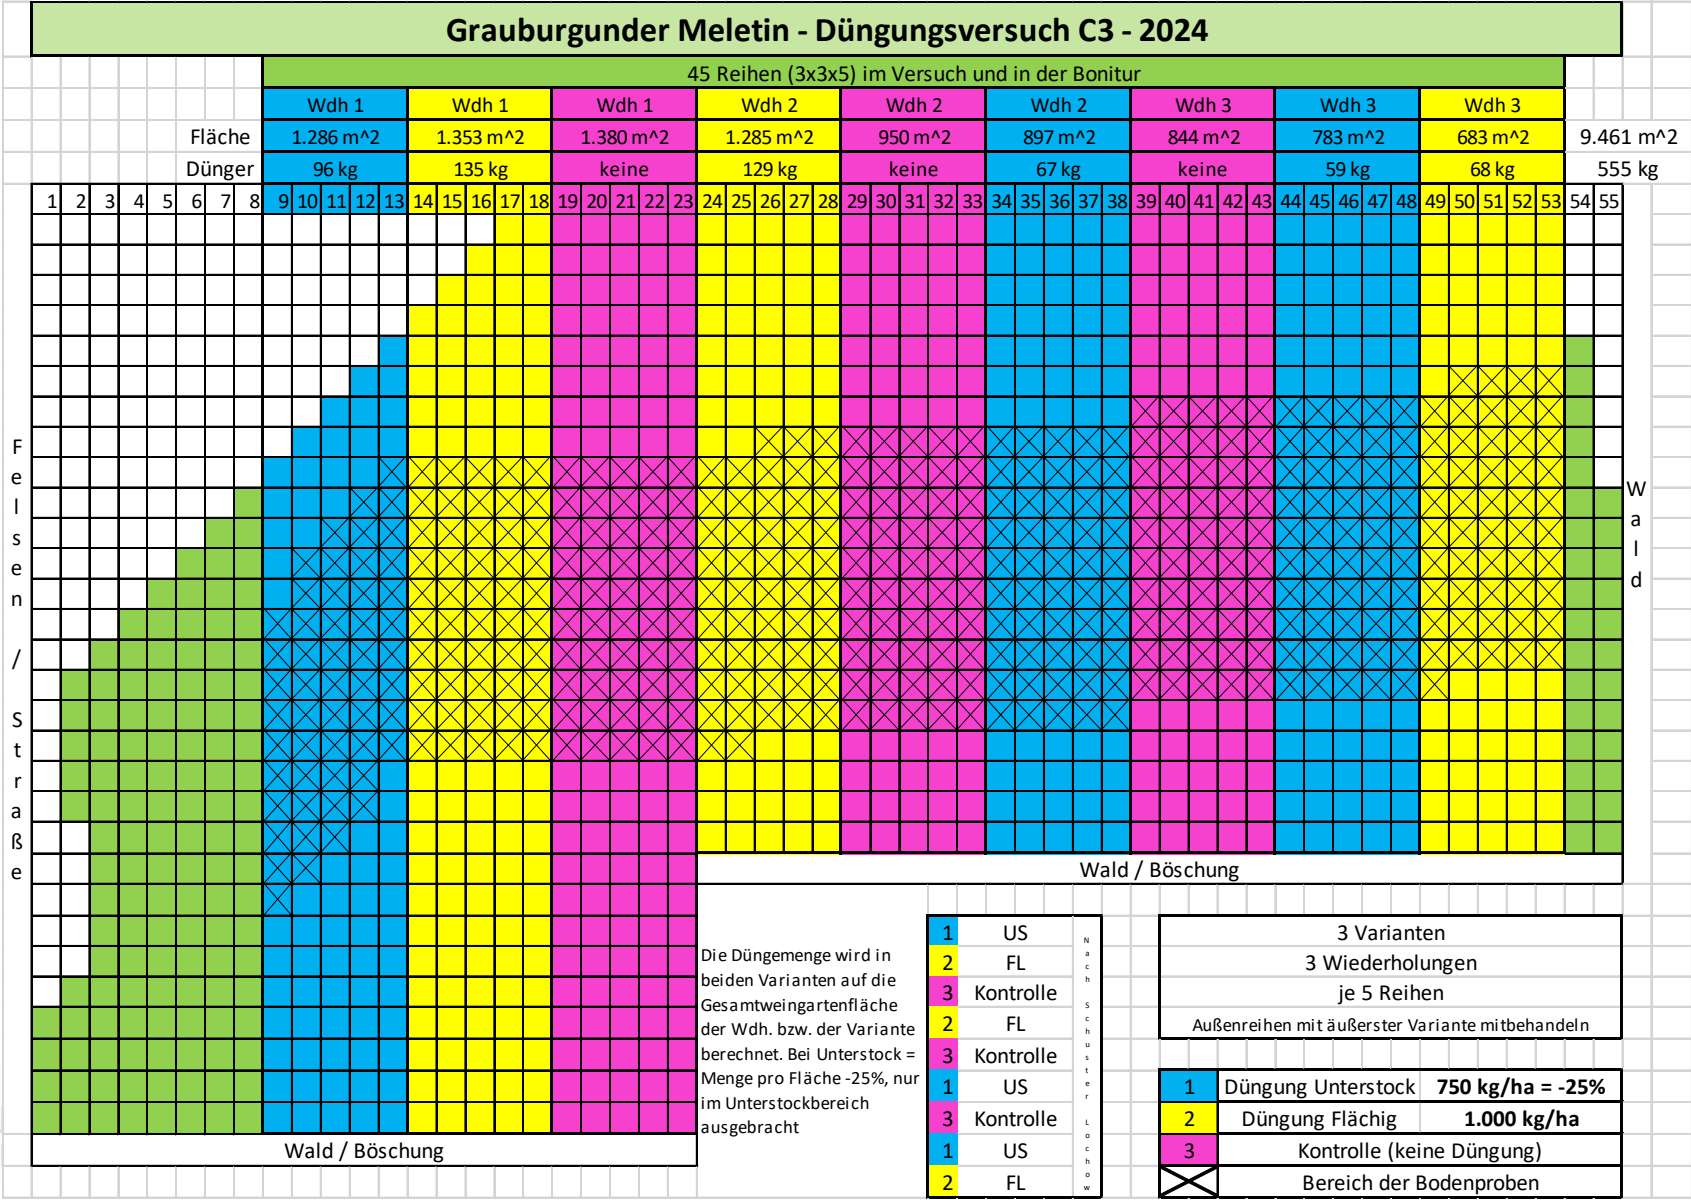 Grauburgunder Meletin - Düngungsversuch C3 - 2024
45 Reihen (3x3x5) im Versuch und in der Bonitur
Wdh 1 Wdh 1 Wdh 1 Wdh 2 Wdh 2 Wdh 2 Wdh 3 Wdh 3 Wdh 3
Fläche 1.286 m^2 1.353 m^2 1.380 m^2 1.285 m^2 950 m^2 897 m^2 844 m^2 783 m^2 683 m^2 9.461 m^2
Dünger 96 kg 135 kg keine 129 kg keine 67 kg keine 59 kg 68 kg 555 kg
1 2 3 4 5 6 7 8 9 10 11 12 13 14 15 16 17 18 19 20 21 22 23 24 25 26 27 28 29 30 31 32 33 34 35 36 37 38 39 40 41 42 43 44 45 46 47 48 49 50 51 52 53 54 55
Felsen / Straße
Wald
Wald / Böschung
Wald / Böschung
Die Düngemenge wird in
beiden Varianten auf die
Gesamtweingartenfläche
der Wdh. bzw. der Variante
berechnet. Bei Unterstock =
Menge pro Fläche -25%, nur
im Unterstockbereich
ausgebracht
1 US
2 FL
3 Kontrolle
2 FL
3 Kontrolle
1 US
3 Kontrolle
1 US
2 FL
Nach Schuster Lochow
3 Varianten
3 Wiederholungen
je 5 Reihen
Außenreihen mit äußerster Variante mitbehandeln
1 Düngung Unterstock 750 kg/ha = -25%
2 Düngung Flächig 1.000 kg/ha
3 Kontrolle (keine Düngung)
Bereich der Bodenproben